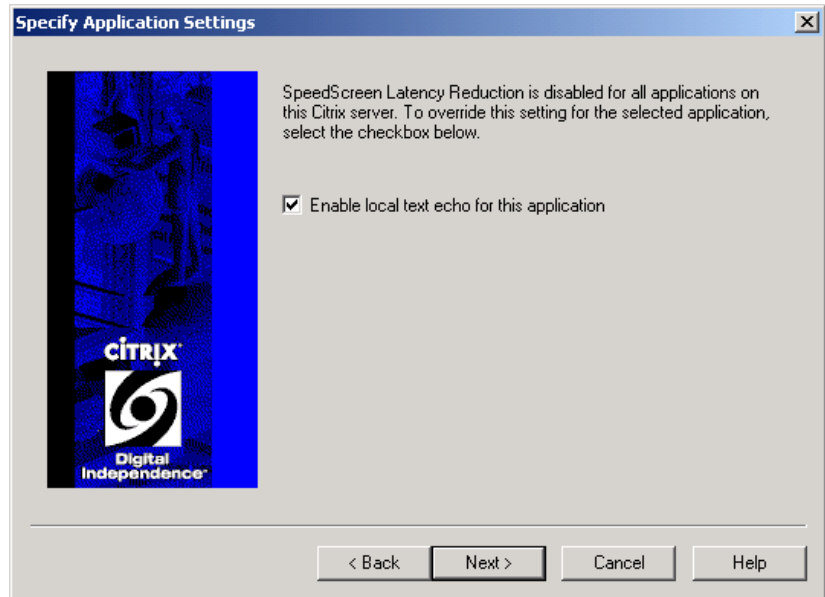 Specify Application Settings
SpeedScreen Latency Reduction is disabled for all applications on
this Citrix server. To override this setting for the selected application,
select the checkbox below.
Enable local text echo for this application
CITRIX
Digital
Independence
< Back
Next >
Cancel
Help